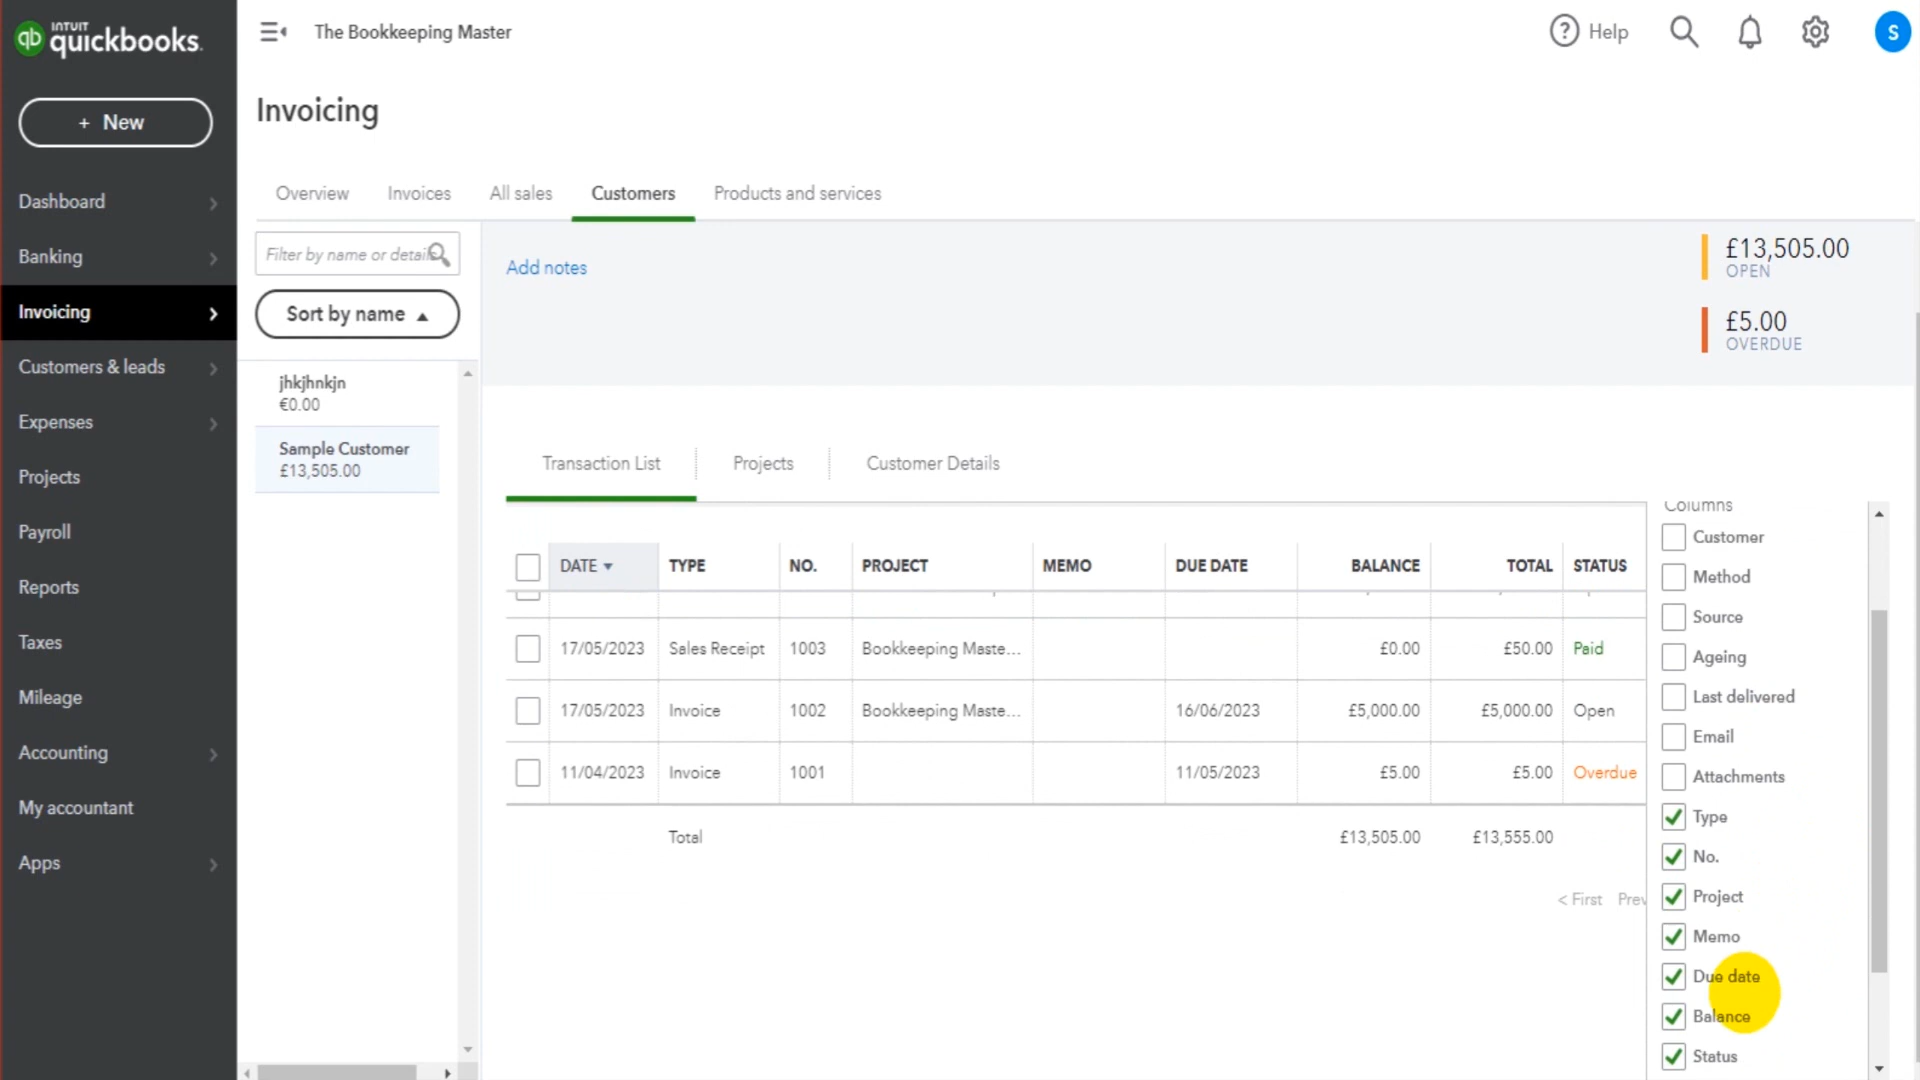 INTUIT
quickbooks.
The Bookkeeping Master
Help
S
+ New
Invoicing
Dashboard
Banking
Invoicing
Customers & leads
Expenses
Projects
Payroll
Reports
Taxes
Mileage
Accounting
My accountant
Apps
Overview
Invoices
All sales
Customers
Products and services
Filter by name or details
Sort by name
jhkjhnkjn
€0.00
Sample Customer
£13,505.00
Add notes
£13,505.00
OPEN
£5.00
OVERDUE
Transaction List
Projects
Customer Details
DATE TYPE NO. PROJECT MEMO DUE DATE BALANCE TOTAL STATUS
17/05/2023 Sales Receipt 1003 Bookkeeping Maste... £0.00 £50.00 Paid
17/05/2023 Invoice 1002 Bookkeeping Maste... 16/06/2023 £5,000.00 £5,000.00 Open
11/04/2023 Invoice 1001 11/05/2023 £5.00 £5.00 Overdue
Total £13,505.00 £13,555.00
< First Prev
Columns
Customer
Method
Source
Ageing
Last delivered
Email
Attachments
Type
No.
Project
Memo
Due date
Balance
Status